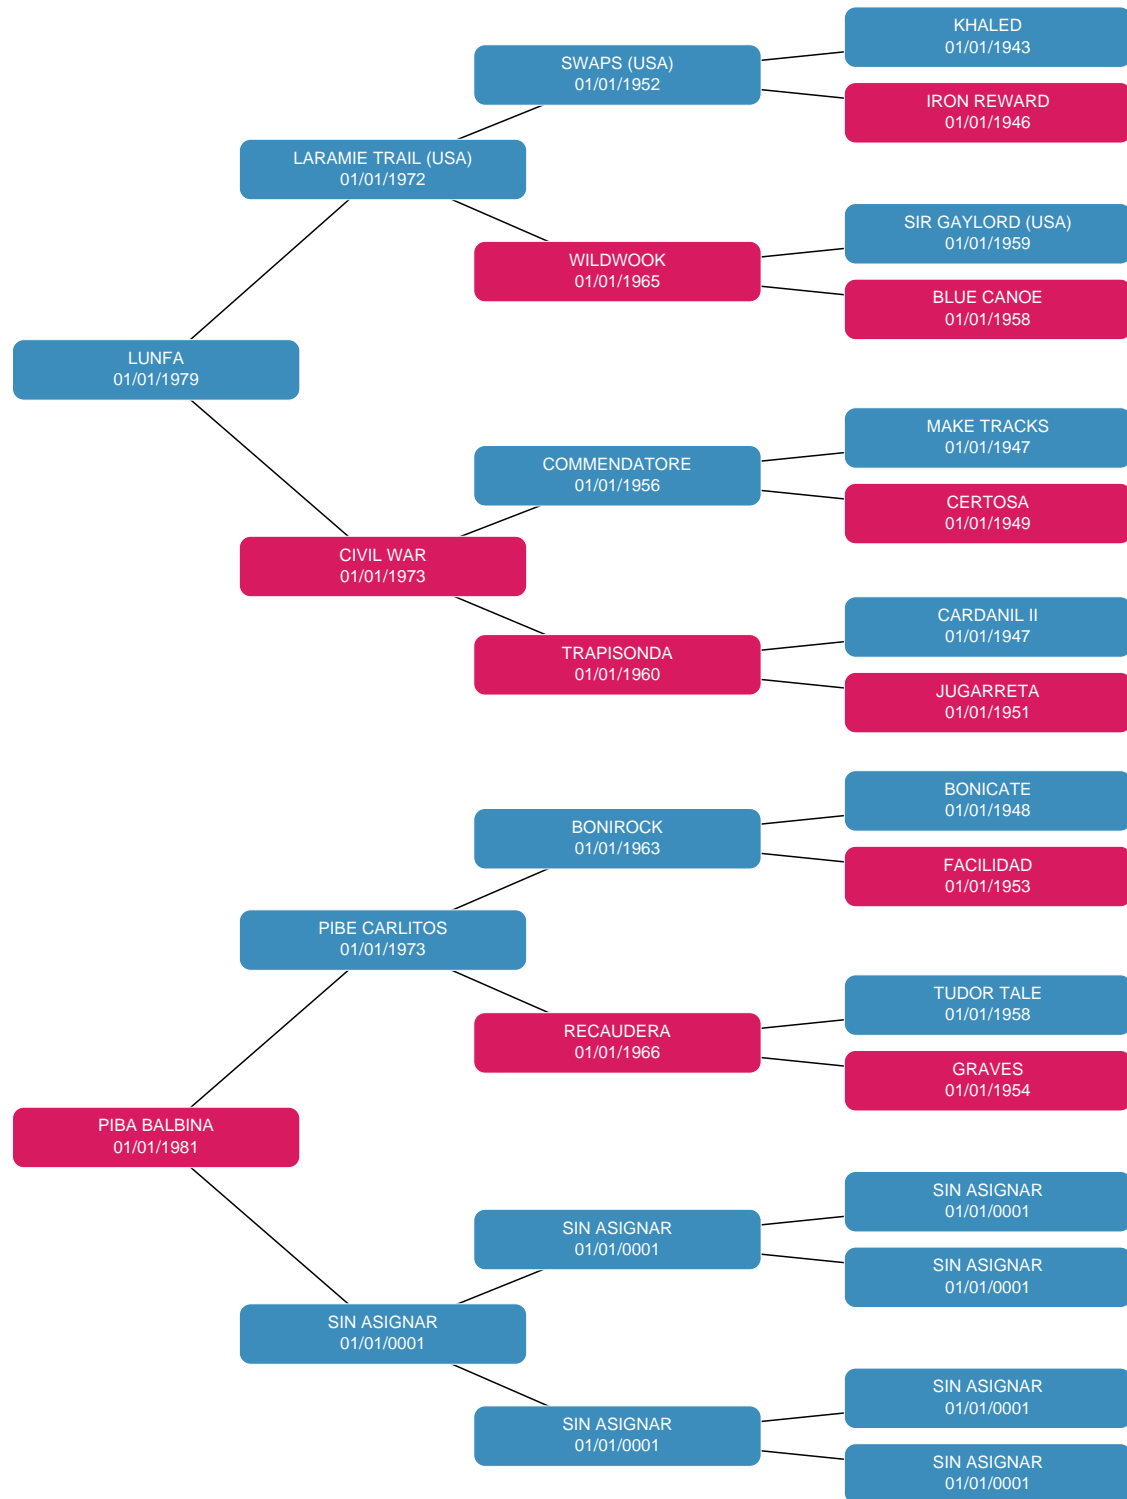 KHALED
01/01/1943
SWAPS (USA)
01/01/1952
IRON REWARD
01/01/1946
LARAMIE TRAIL (USA)
01/01/1972
SIR GAYLORD (USA)
01/01/1959
WILDWOOK
01/01/1965
BLUE CANOE
01/01/1958
LUNFA
01/01/1979
MAKE TRACKS
01/01/1947
COMMENDATORE
01/01/1956
CERTOSA
01/01/1949
CIVIL WAR
01/01/1973
CARDANIL II
01/01/1947
TRAPISONDA
01/01/1960
JUGARRETA
01/01/1951
BONICATE
01/01/1948
BONIROCK
01/01/1963
FACILIDAD
01/01/1953
PIBE CARLITOS
01/01/1973
TUDOR TALE
01/01/1958
RECAUDERA
01/01/1966
GRAVES
01/01/1954
PIBA BALBINA
01/01/1981
SIN ASIGNAR
01/01/0001
SIN ASIGNAR
01/01/0001
SIN ASIGNAR
01/01/0001
SIN ASIGNAR
01/01/0001
SIN ASIGNAR
01/01/0001
SIN ASIGNAR
01/01/0001
SIN ASIGNAR
01/01/0001